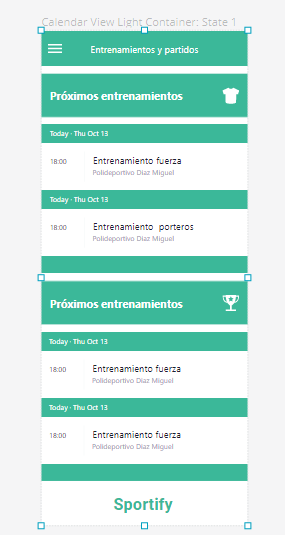 Calendar View Light Container: State 1
Entrenamientos y partidos
Próximos entrenamientos
Today · Thu Oct 13
18:00 Entrenamiento fuerza
Polideportivo Díaz Miguel
Today · Thu Oct 13
18:00 Entrenamiento porteros
Polideportivo Díaz Miguel
Próximos entrenamientos
Today · Thu Oct 13
18:00 Entrenamiento fuerza
Polideportivo Díaz Miguel
Today · Thu Oct 13
18:00 Entrenamiento fuerza
Polideportivo Díaz Miguel
Sportify